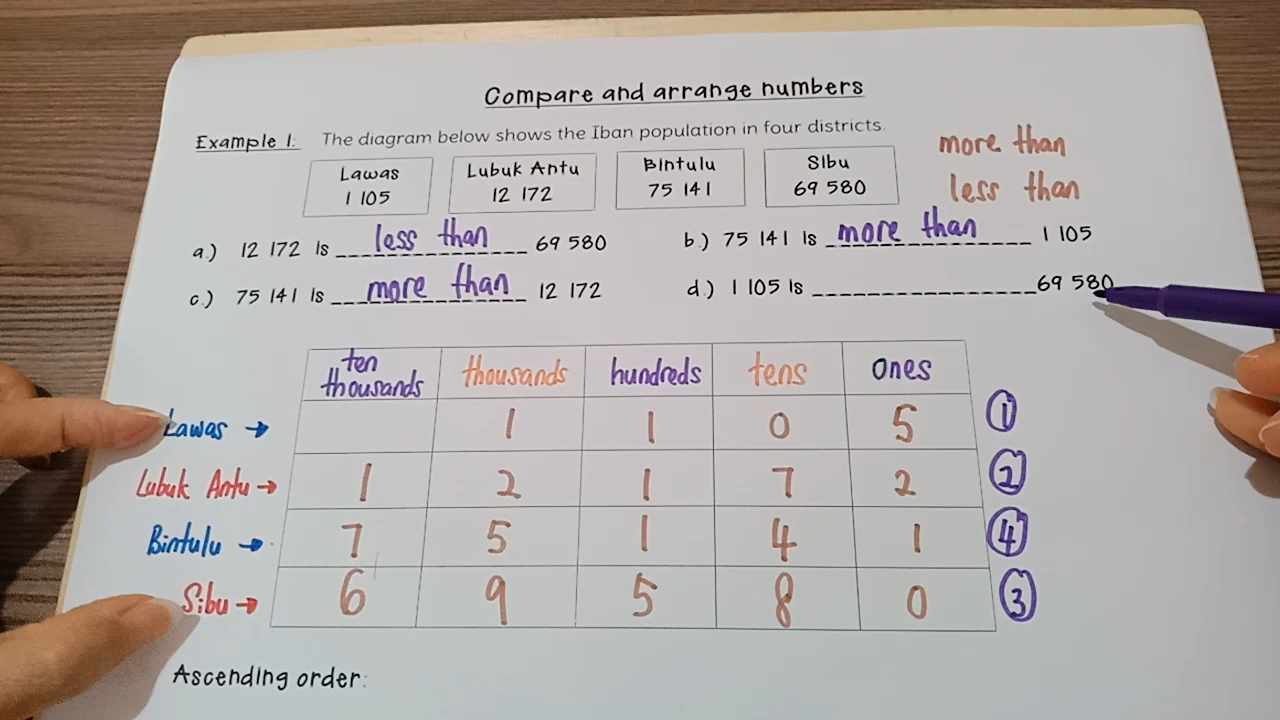 Compare and arrange numbers
Example 1: The diagram below shows the Iban population in four districts.
more than
less than
Lawas
1 105
Lubuk Antu
12 172
Bintulu
75 141
Sibu
69 580
a.) 12 172 is less than 69 580
b.) 75 141 is more than 1 105
c.) 75 141 is more than 12 172
d.) 1 105 is ________________ 69 580
ten thousands thousands hundreds tens ones
Lawas → 1 1 0 5 ①
Lubuk Antu → 1 2 1 7 2 ②
Bintulu → 7 5 1 4 1 ④
Sibu → 6 9 5 8 0 ③
Ascending order: